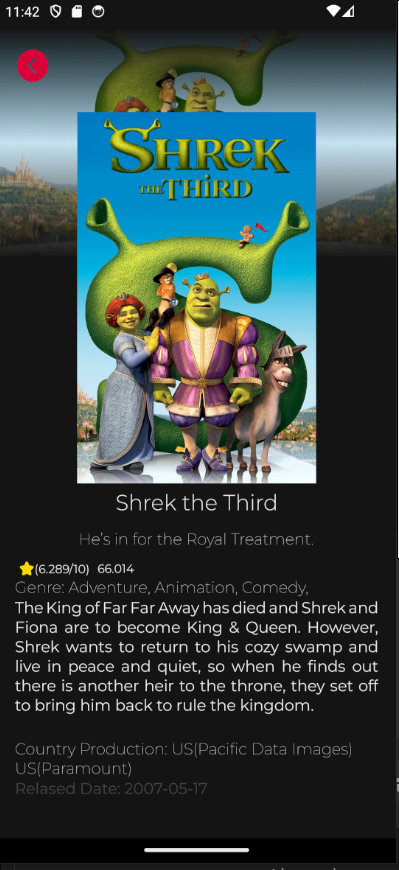 11:42
SHREK
THE THiRD
Shrek the Third
He's in for the Royal Treatment.
(6.289/10) 66.014
Genre: Adventure, Animation, Comedy,
The King of Far Far Away has died and Shrek and
Fiona are to become King & Queen. However,
Shrek wants to return to his cozy swamp and
live in peace and quiet, so when he finds out
there is another heir to the throne, they set off
to bring him back to rule the kingdom.
Country Production: US(Pacific Data Images)
US(Paramount)
Relased Date: 2007-05-17